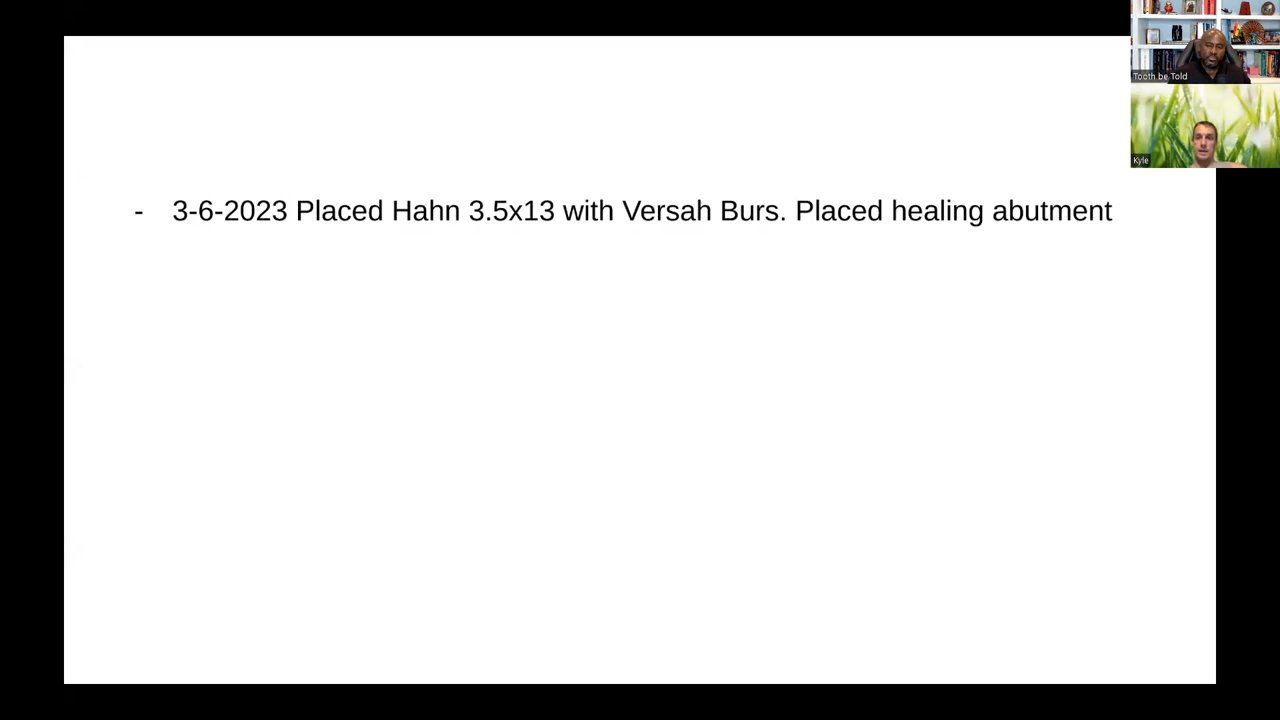 Tooth be Told
Kyle
- 3-6-2023 Placed Hahn 3.5x13 with Versah Burs. Placed healing abutment